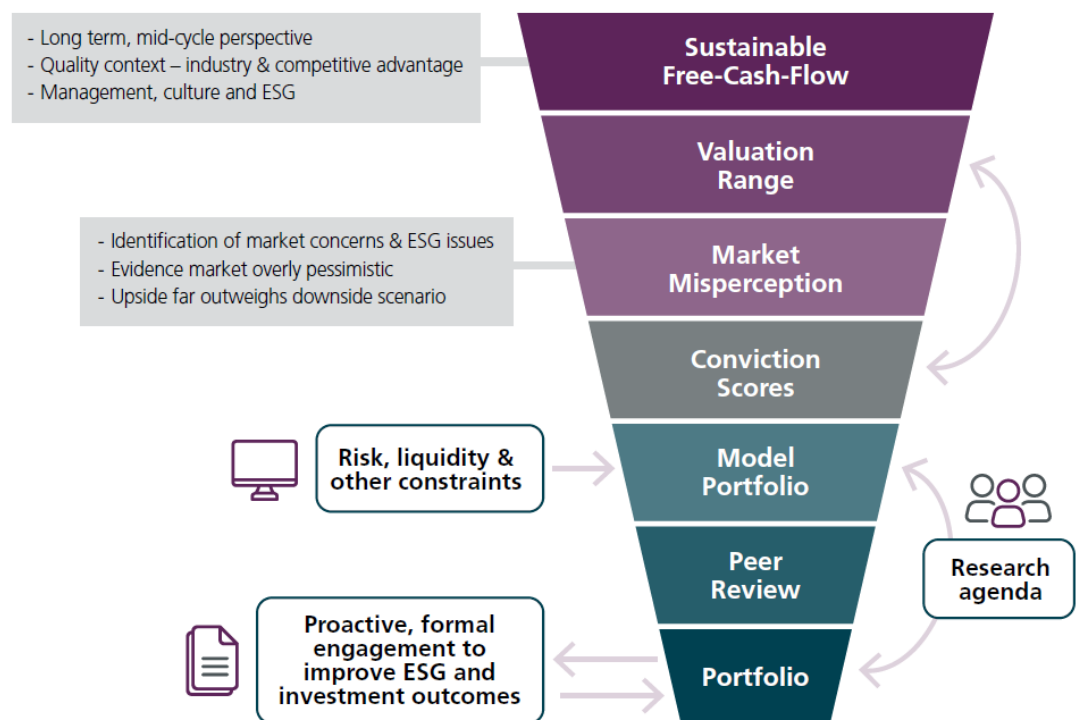 - Long term, mid-cycle perspective
- Quality context – industry & competitive advantage
- Management, culture and ESG
Sustainable
Free-Cash-Flow
Valuation
Range
- Identification of market concerns & ESG issues
- Evidence market overly pessimistic
- Upside far outweighs downside scenario
Market
Misperception
Conviction
Scores
Risk, liquidity &
other constraints
Model
Portfolio
Peer
Review
Research
agenda
Proactive, formal
engagement to
improve ESG and
investment outcomes
Portfolio